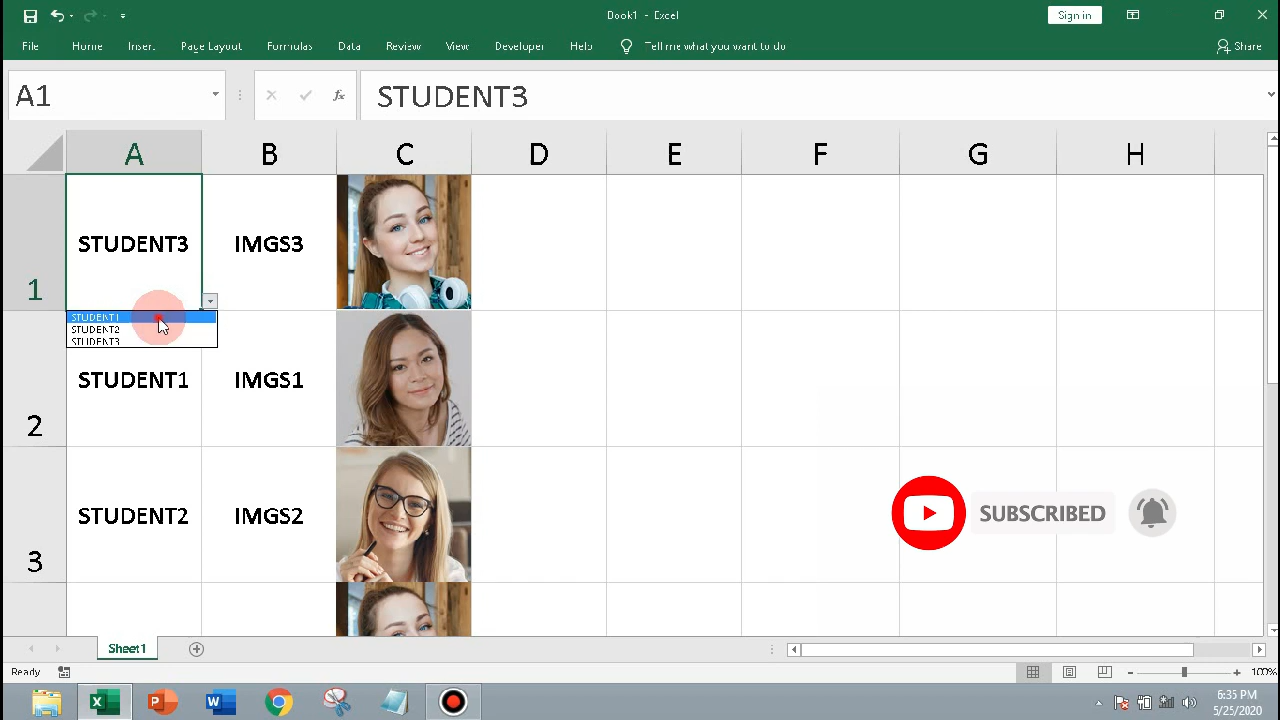 Book1 - Excel
Sign in
File Home Insert Page Layout Formulas Data Review View Developer Help Tell me what you want to do Share
A1 fx STUDENT3
A B C D E F G H
1 STUDENT3 IMGS3
STUDENT1
STUDENT2
STUDENT3
2 STUDENT1 IMGS1
3 STUDENT2 IMGS2
SUBSCRIBED
Sheet1
Ready 100%
6:35 PM
5/25/2020